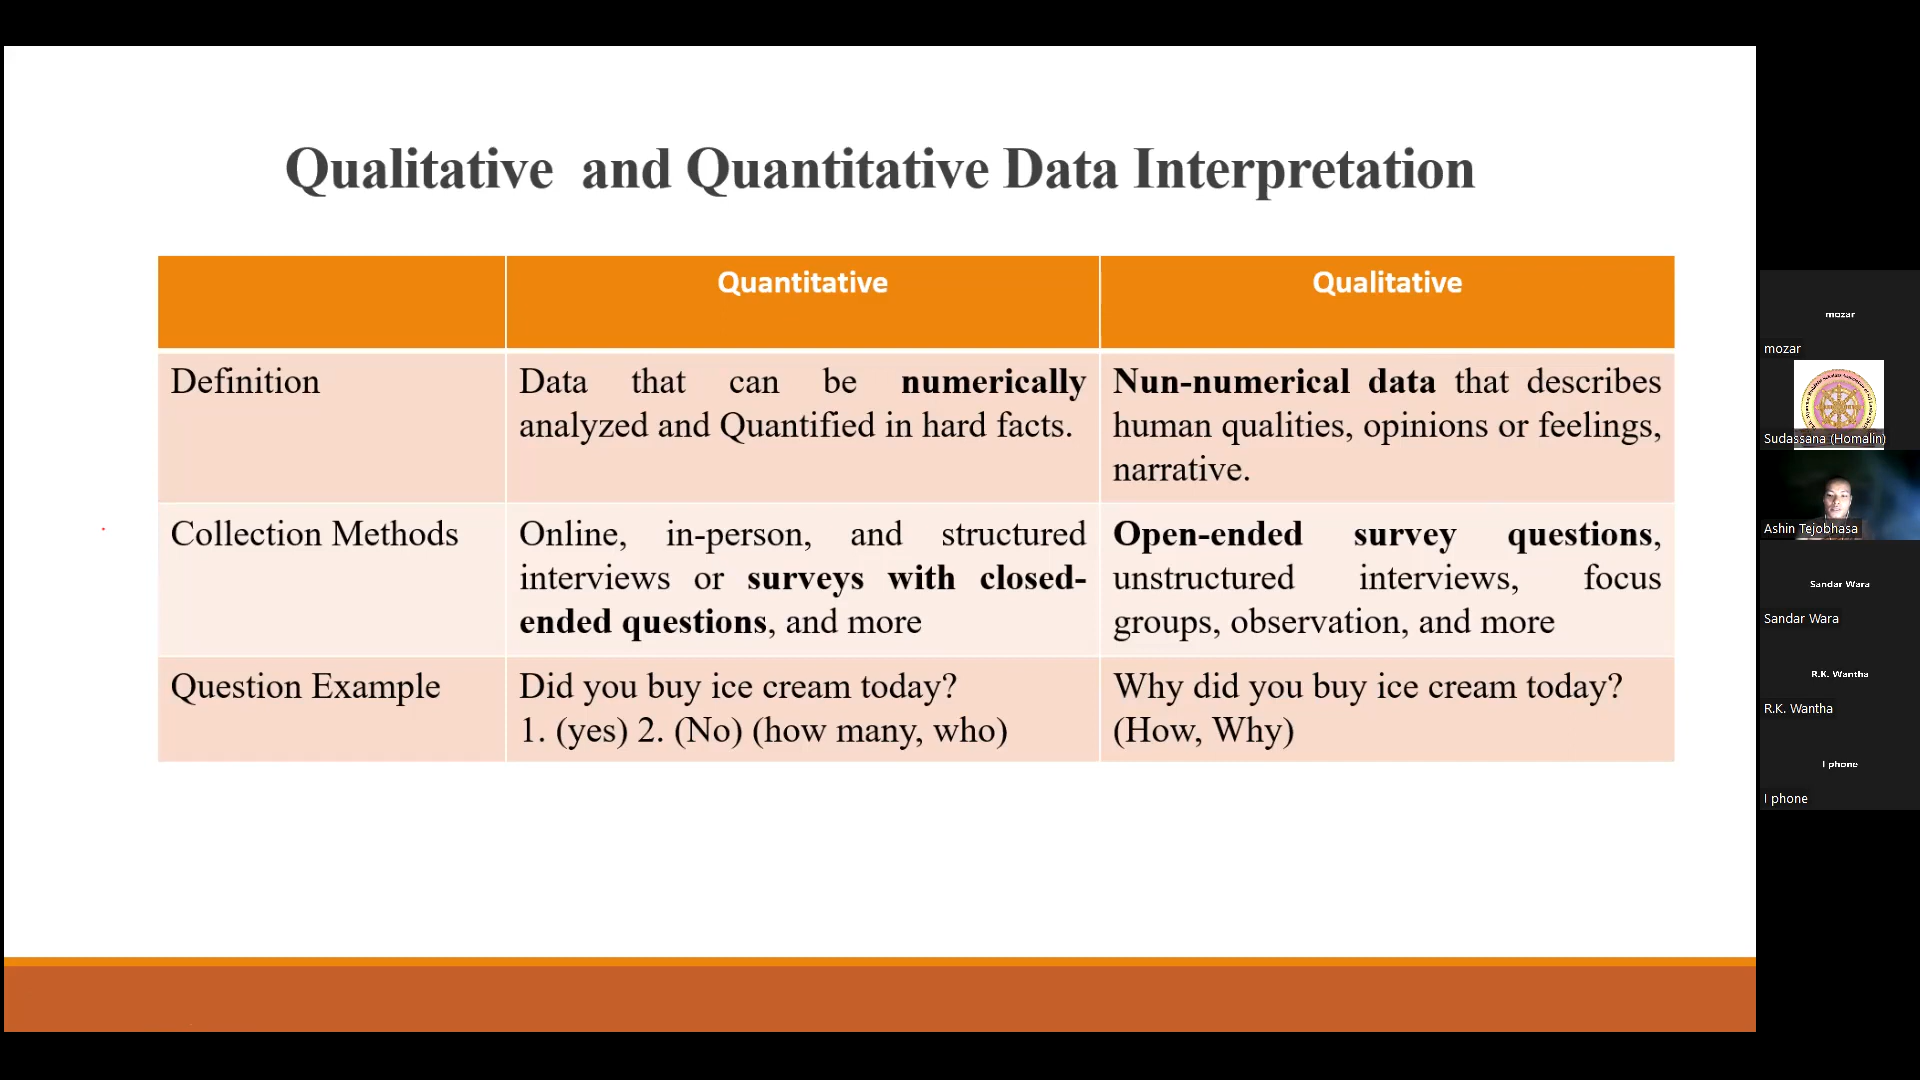 Qualitative and Quantitative Data Interpretation
Quantitative
Qualitative
Definition
Data that can be numerically
analyzed and Quantified in hard facts.
Nun-numerical data that describes
human qualities, opinions or feelings,
narrative.
Collection Methods
Online, in-person, and structured
interviews or surveys with closed-
ended questions, and more
Open-ended survey questions,
unstructured interviews, focus
groups, observation, and more
Question Example
Did you buy ice cream today?
1. (yes) 2. (No) (how many, who)
Why did you buy ice cream today?
(How, Why)
mozar
mozar
Sudassana (Homalin)
Ashin Tejobhasa
Sandar Wara
Sandar Wara
R.K. Wantha
R.K. Wantha
I phone
I phone